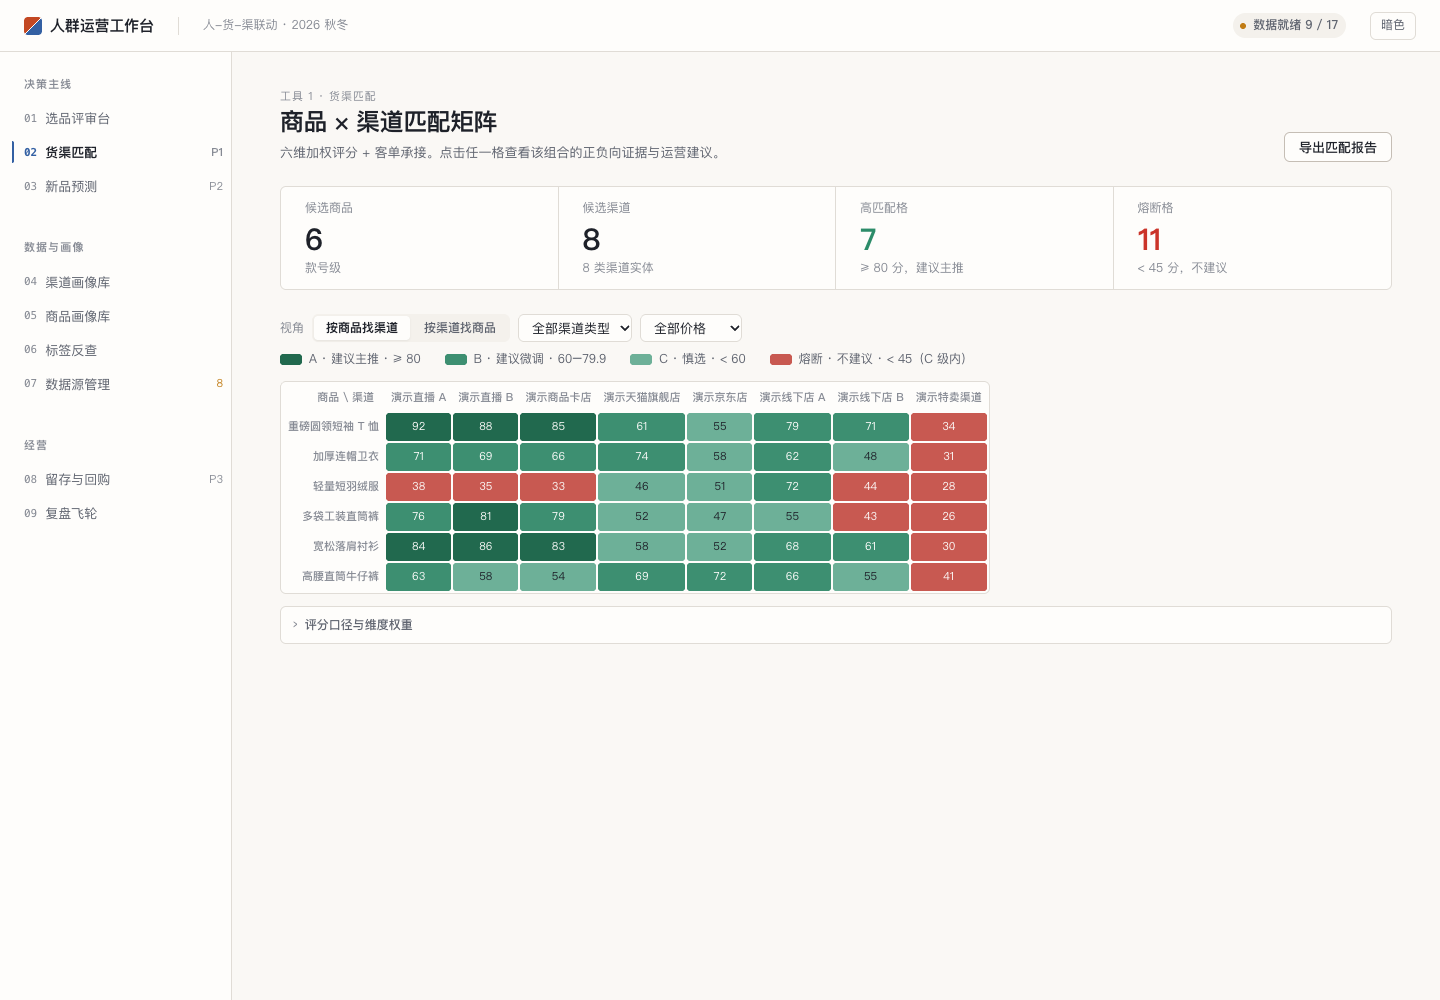 人群运营工作台
人-货-渠联动 · 2026 秋冬
数据就绪 9 / 17
暗色
决策主线
01 选品评审台
02 货渠匹配 P1
03 新品预测 P2
数据与画像
04 渠道画像库
05 商品画像库
06 标签反查
07 数据源管理 8
经营
08 留存与回购 P3
09 复盘飞轮
工具 1 · 货渠匹配
商品 × 渠道匹配矩阵
六维加权评分 + 客单承接。点击任一格查看该组合的正负向证据与运营建议。
导出匹配报告
候选商品
6
款号级
候选渠道
8
8 类渠道实体
高匹配格
7
≥ 80 分，建议主推
熔断格
11
< 45 分，不建议
视角 按商品找渠道 按渠道找商品 全部渠道类型 全部价格
A · 建议主推 · ≥ 80 B · 建议微调 · 60–79.9 C · 慎选 · < 60 熔断 · 不建议 · < 45（C 级内）
商品 \ 渠道 演示直播 A 演示直播 B 演示商品卡店 演示天猫旗舰店 演示京东店 演示线下店 A 演示线下店 B 演示特卖渠道
重磅圆领短袖 T 恤 92 88 85 61 55 79 71 34
加厚连帽卫衣 71 69 66 74 58 62 48 31
轻量短羽绒服 38 35 33 46 51 72 44 28
多袋工装直筒裤 76 81 79 52 47 55 43 26
宽松落肩衬衫 84 86 83 58 52 68 61 30
高腰直筒牛仔裤 63 58 54 69 72 66 55 41
› 评分口径与维度权重